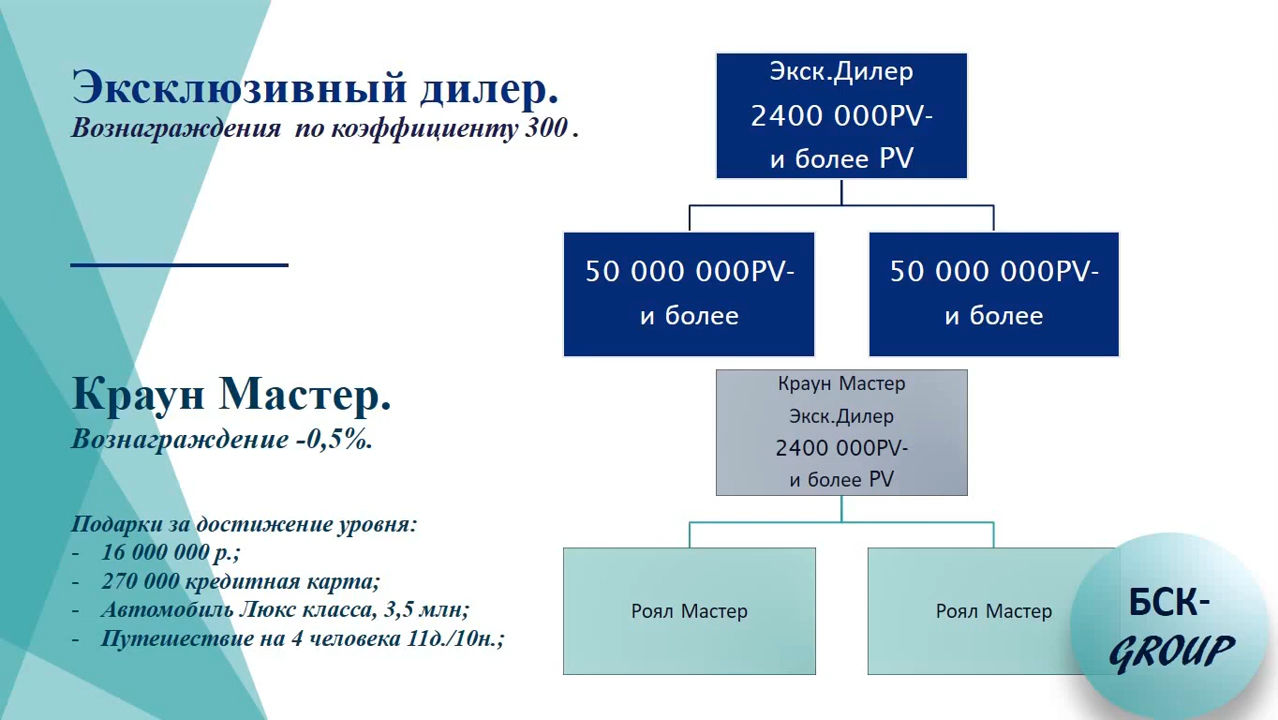 Эксклюзивный дилер.
Вознаграждения по коэффициенту 300 .
Экск.Дилер
2400 000PV-
и более PV
50 000 000PV-
и более
50 000 000PV-
и более
Краун Мастер.
Вознаграждение -0,5%.
Подарки за достижение уровня:
- 16 000 000 р.;
- 270 000 кредитная карта;
- Автомобиль Люкс класса, 3,5 млн;
- Путешествие на 4 человека 11д./10н.;
Краун Мастер
Экск.Дилер
2400 000PV-
и более PV
Роял Мастер
Роял Мастер
БСК-
GROUP